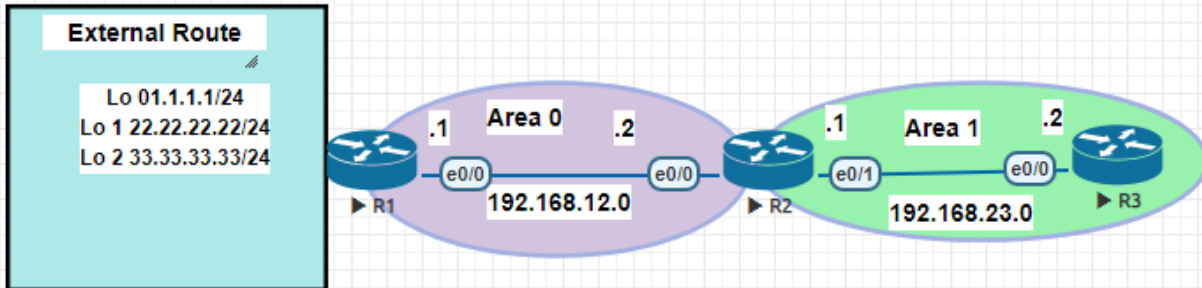 External Route
Lo 01.1.1.1/24
Lo 1 22.22.22.22/24
Lo 2 33.33.33.33/24
Area 0
.1
.2
e0/0
e0/0
192.168.12.0
R1
R2
Area 1
.1
.2
e0/1
e0/0
192.168.23.0
R3